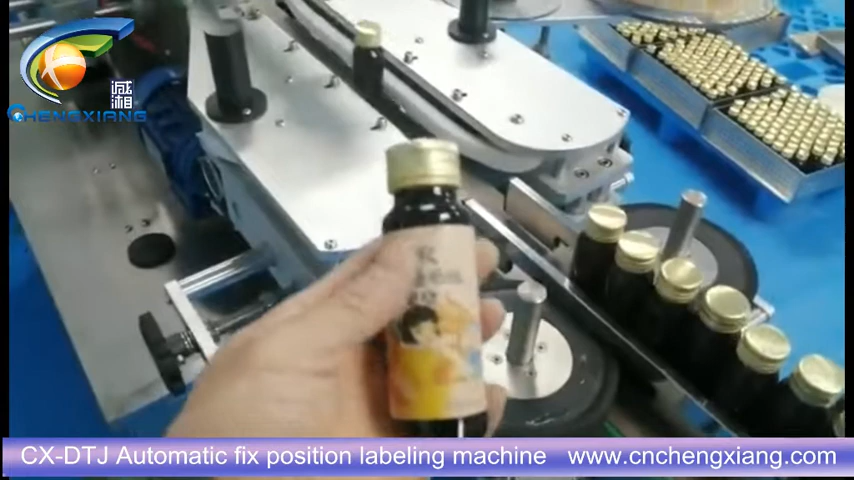 诚湘
CHENGXIANG
CX-DTJ Automatic fix position labeling machine www.cnchengxiang.com